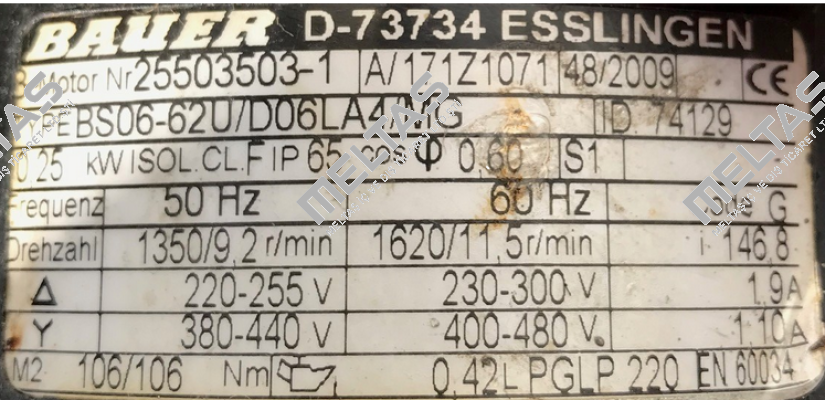 BAUER D-73734 ESSLINGEN
Motor Nr 25503503-1 A/171Z1071 48/2009 CE
BS06-62U/D06LA4/MG ID. 74129
0,25 kW ISOL.CL.F IP 65 cos φ 0.60 S1
Frequenz 50 Hz 60 Hz G
Drehzahl 1350/9,2 r/min 1620/11,5 r/min i 146,8
Δ 220-255 V 230-300 V 1,9 A
Y 380-440 V 400-480 V. 1,10 A
M2 106/106 Nm 0,42L PGLP 220 EN 60034
MELTAS
MELTAS
MELTAS